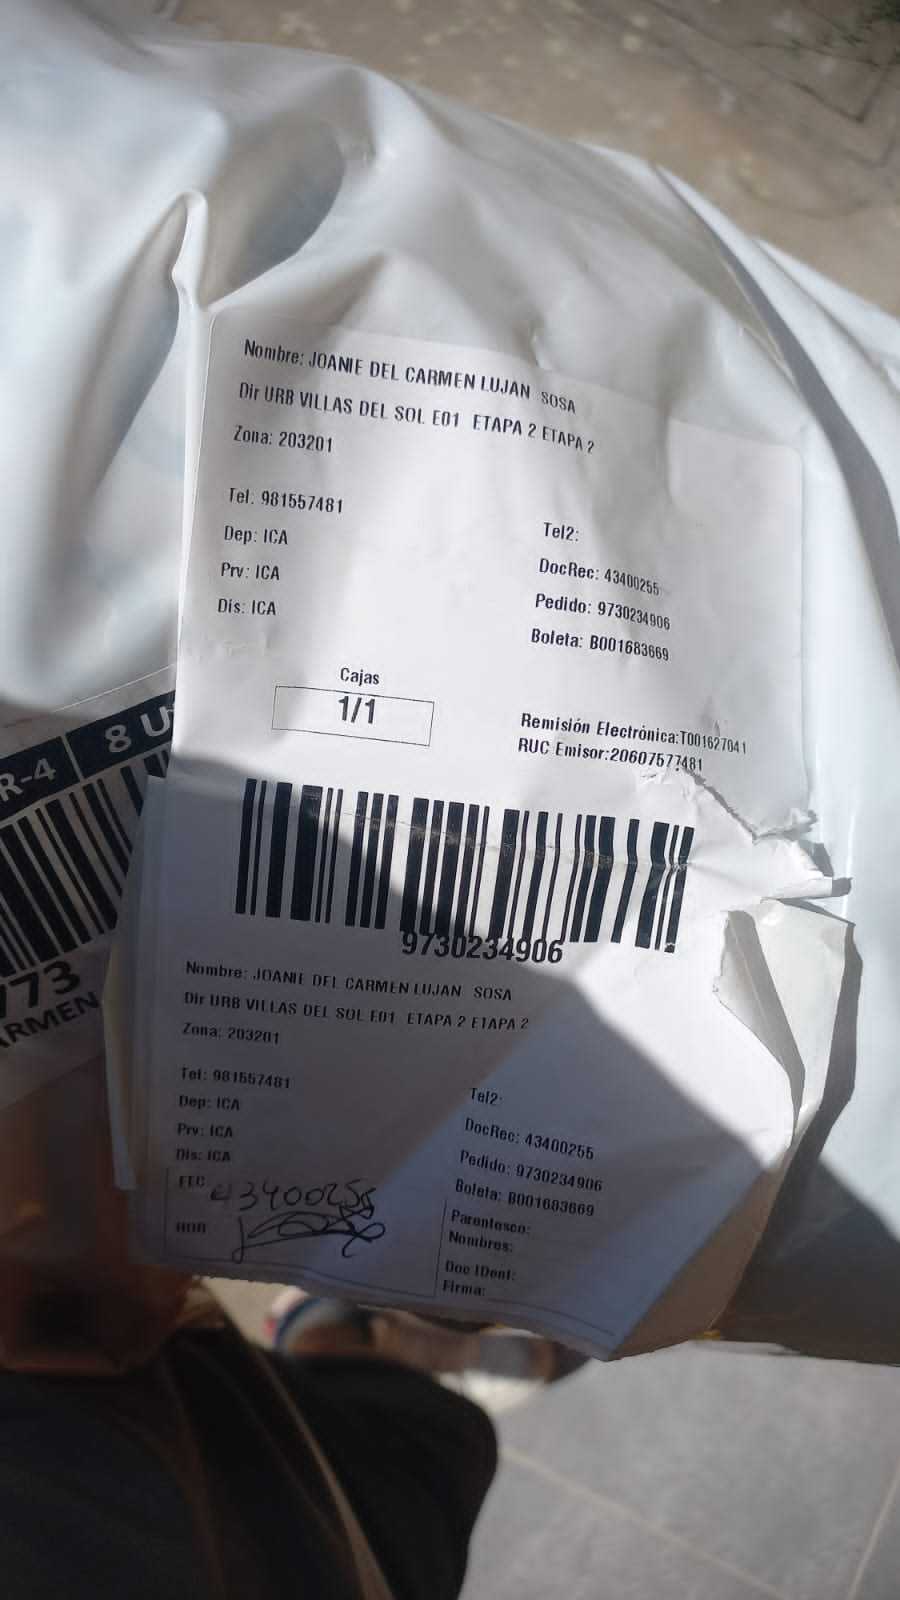 Nombre: JOANIE DEL CARMEN LUJAN SOSA
Dir URB VILLAS DEL SOL E01 ETAPA 2 ETAPA 2
Zona: 203201
Tel: 981557481
Dep: ICA
Prv: ICA
Dis: ICA
Tel2:
DocRec: 43400255
Pedido: 9730234906
Boleta: B001683669
Cajas
1/1
Remisión Electrónica:T001627041
RUC Emisor:20607577481
9730234906
R-4 8 U
773
ARMEN
Nombre: JOANIE DEL CARMEN LUJAN SOSA
Dir URB VILLAS DEL SOL E01 ETAPA 2 ETAPA 2
Zona: 203201
Tel: 981557481
Dep: ICA
Prv: ICA
Dis: ICA
Tel2:
DocRec: 43400255
Pedido: 9730234906
Boleta: B001683669
FEC 43400255
HOR
Parentesco:
Nombres:
Doc IDent:
Firma: